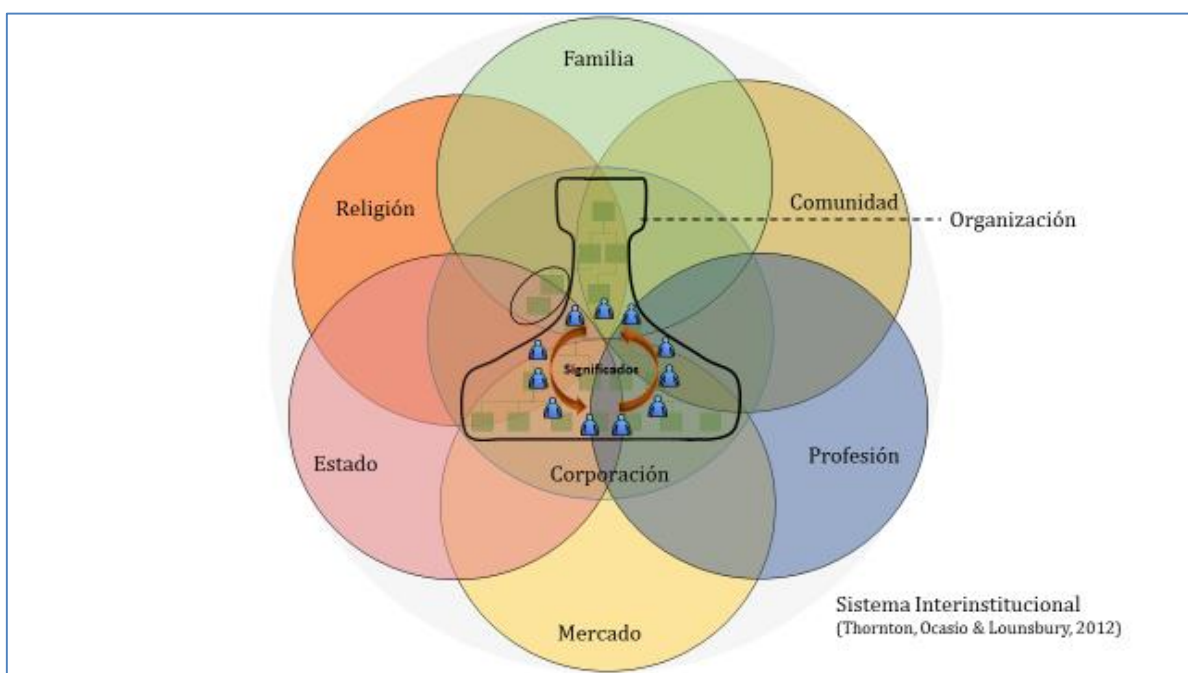 Familia
Religión
Comunidad
Organización
Significados
Estado
Corporación
Profesión
Mercado
Sistema Interinstitucional
(Thornton, Ocasio & Lounsbury, 2012)